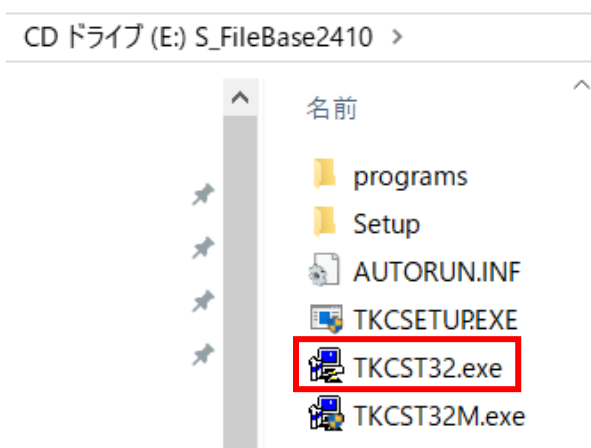 CD ドライブ (E:) S_FileBase2410 >
名前
programs
Setup
AUTORUN.INF
TKCSETUP.EXE
TKCST32.exe
TKCST32M.exe